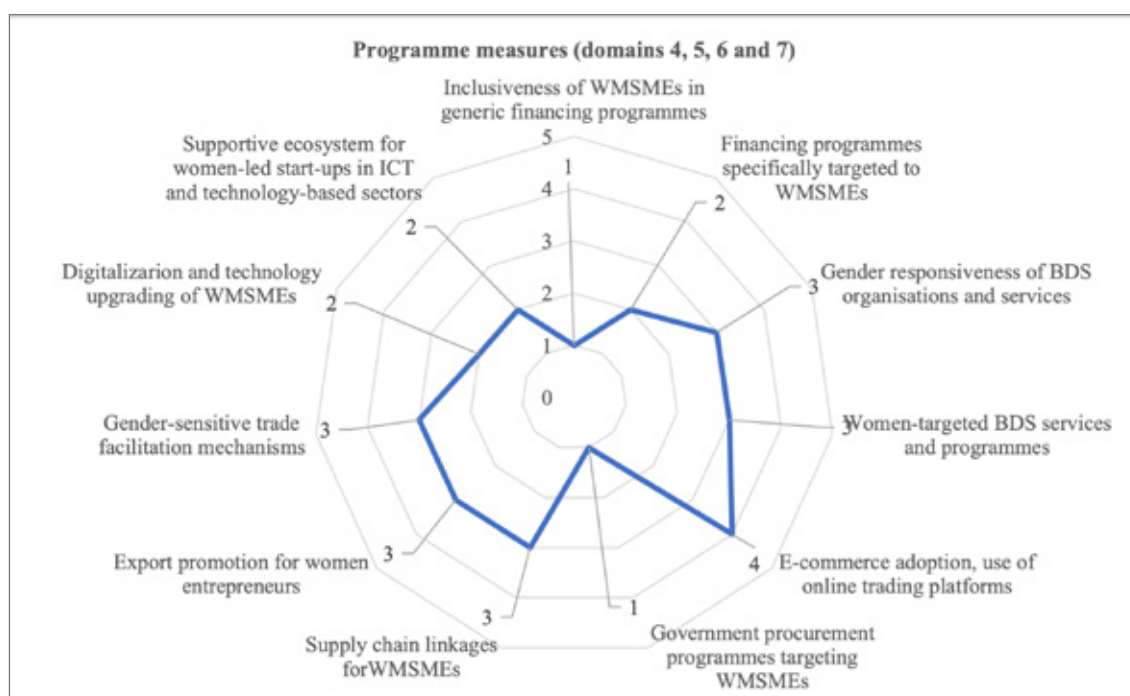 Programme measures (domains 4, 5, 6 and 7)
Inclusiveness of WMSMEs in
generic financing programmes
Financing programmes
specifically targeted to
WMSMEs
Gender responsiveness of BDS
organisations and services
Women-targeted BDS services
and programmes
E-commerce adoption, use of
online trading platforms
Government procurement
programmes targeting
WMSMEs
Supply chain linkages
forWMSMEs
Export promotion for women
entrepreneurs
Gender-sensitive trade
facilitation mechanisms
Digitalizarion and technology
upgrading of WMSMEs
Supportive ecosystem for
women-led start-ups in ICT
and technology-based sectors
5
4
3
2
1
0
1
2
3
3
4
1
3
3
3
2
2